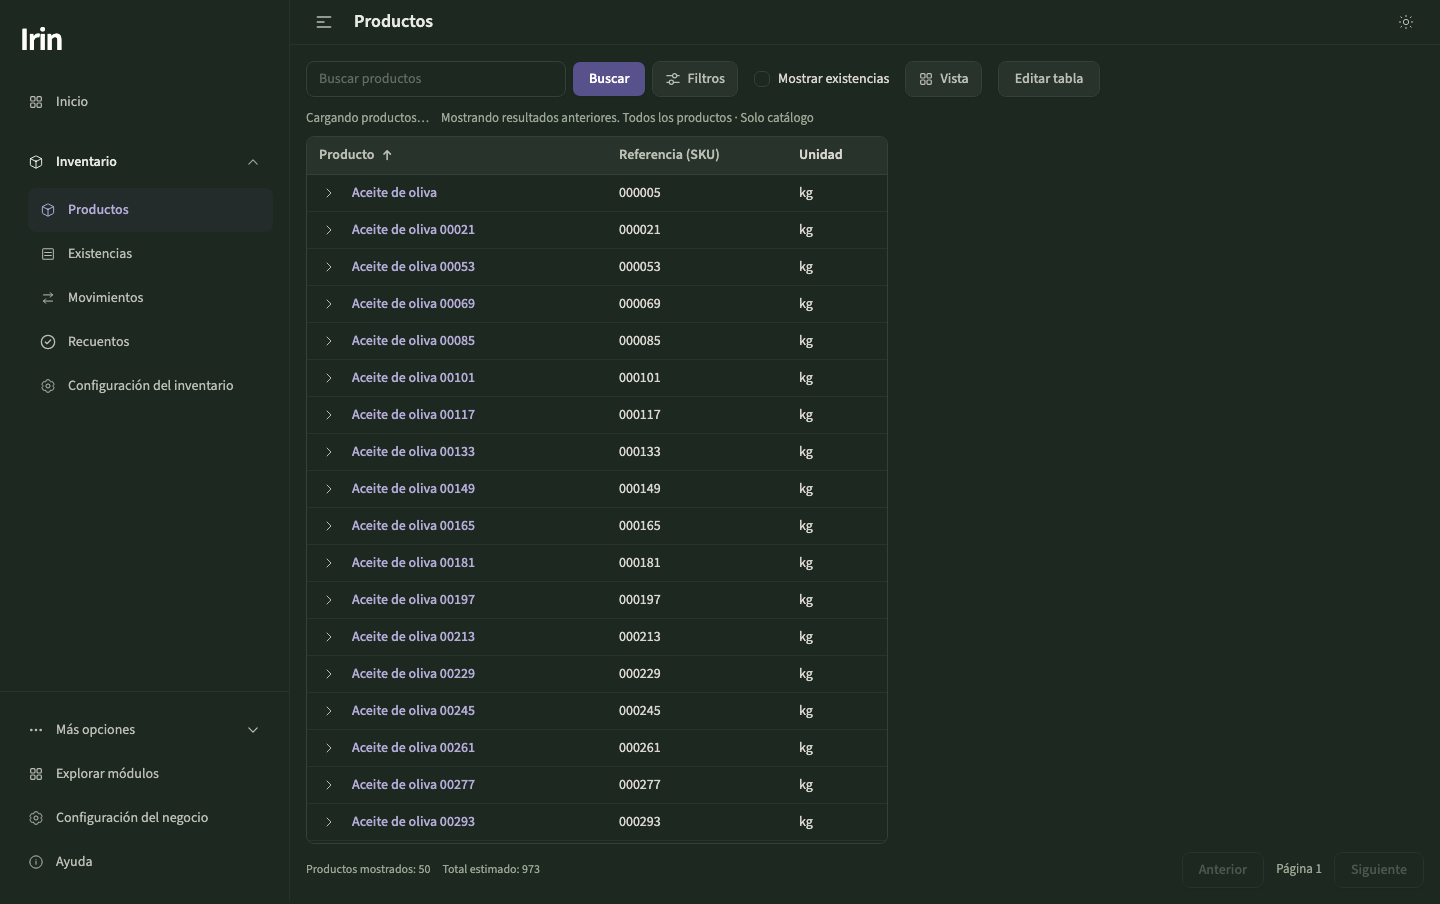 Irin
Inicio
Inventario
Productos
Existencias
Movimientos
Recuentos
Configuración del inventario
Más opciones
Explorar módulos
Configuración del negocio
Ayuda
Productos
Buscar productos Buscar Filtros Mostrar existencias Vista Editar tabla
Cargando productos… Mostrando resultados anteriores. Todos los productos · Solo catálogo
Producto Referencia (SKU) Unidad
Aceite de oliva 000005 kg
Aceite de oliva 00021 000021 kg
Aceite de oliva 00053 000053 kg
Aceite de oliva 00069 000069 kg
Aceite de oliva 00085 000085 kg
Aceite de oliva 00101 000101 kg
Aceite de oliva 00117 000117 kg
Aceite de oliva 00133 000133 kg
Aceite de oliva 00149 000149 kg
Aceite de oliva 00165 000165 kg
Aceite de oliva 00181 000181 kg
Aceite de oliva 00197 000197 kg
Aceite de oliva 00213 000213 kg
Aceite de oliva 00229 000229 kg
Aceite de oliva 00245 000245 kg
Aceite de oliva 00261 000261 kg
Aceite de oliva 00277 000277 kg
Aceite de oliva 00293 000293 kg
Productos mostrados: 50 Total estimado: 973 Anterior Página 1 Siguiente